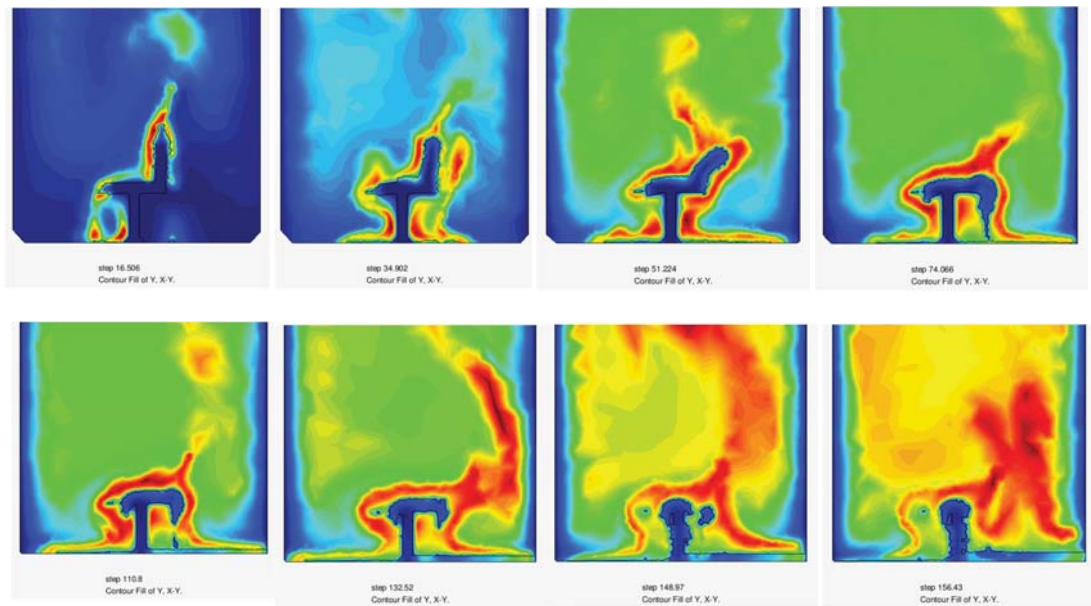 step 16.506
Contour Fill of Y, X-Y.
step 34.902
Contour Fill of Y, X-Y.
step 51.224
Contour Fill of Y, X-Y.
step 74.066
Contour Fill of Y, X-Y.
step 110.8
Contour Fill of Y, X-Y.
step 132.52
Contour Fill of Y, X-Y.
step 148.97
Contour Fill of Y, X-Y.
step 156.43
Contour Fill of Y, X-Y.